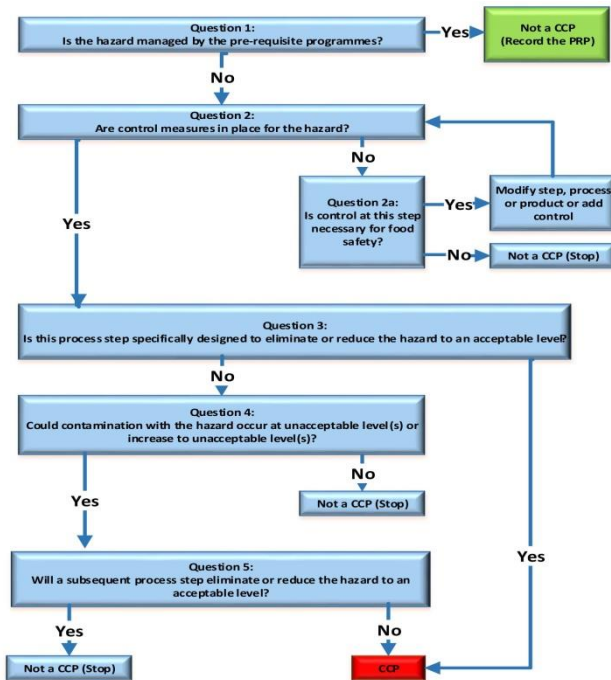 Question 1:
Is the hazard managed by the pre-requisite programmes?
Yes
Not a CCP
(Record the PRP)
No
Question 2:
Are control measures in place for the hazard?
No
Yes
Question 2a:
Is control at this step
necessary for food
safety?
Yes
Modify step, process
or product or add
control
No
Not a CCP (Stop)
Question 3:
Is this process step specifically designed to eliminate or reduce the hazard to an acceptable level?
No
Question 4:
Could contamination with the hazard occur at unacceptable level(s) or
increase to unacceptable level(s)?
Yes
No
Not a CCP (Stop)
Yes
Question 5:
Will a subsequent process step eliminate or reduce the hazard to an
acceptable level?
Yes
No
Not a CCP (Stop)
CCP